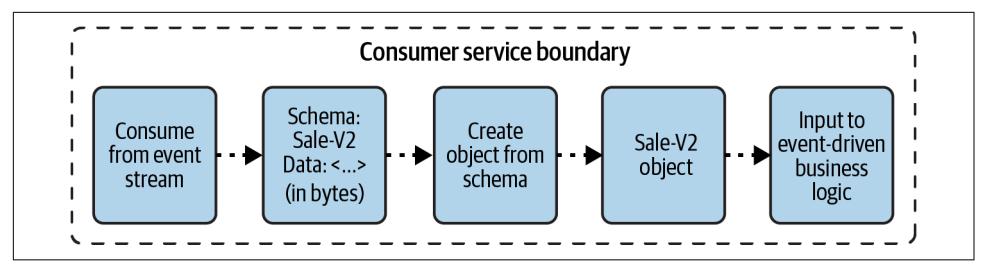 Consumer service boundary
Consume
from event
stream
Schema:
Sale-V2
Data: <...>
(in bytes)
Create
object from
schema
Sale-V2
object
Input to
event-driven
business
logic